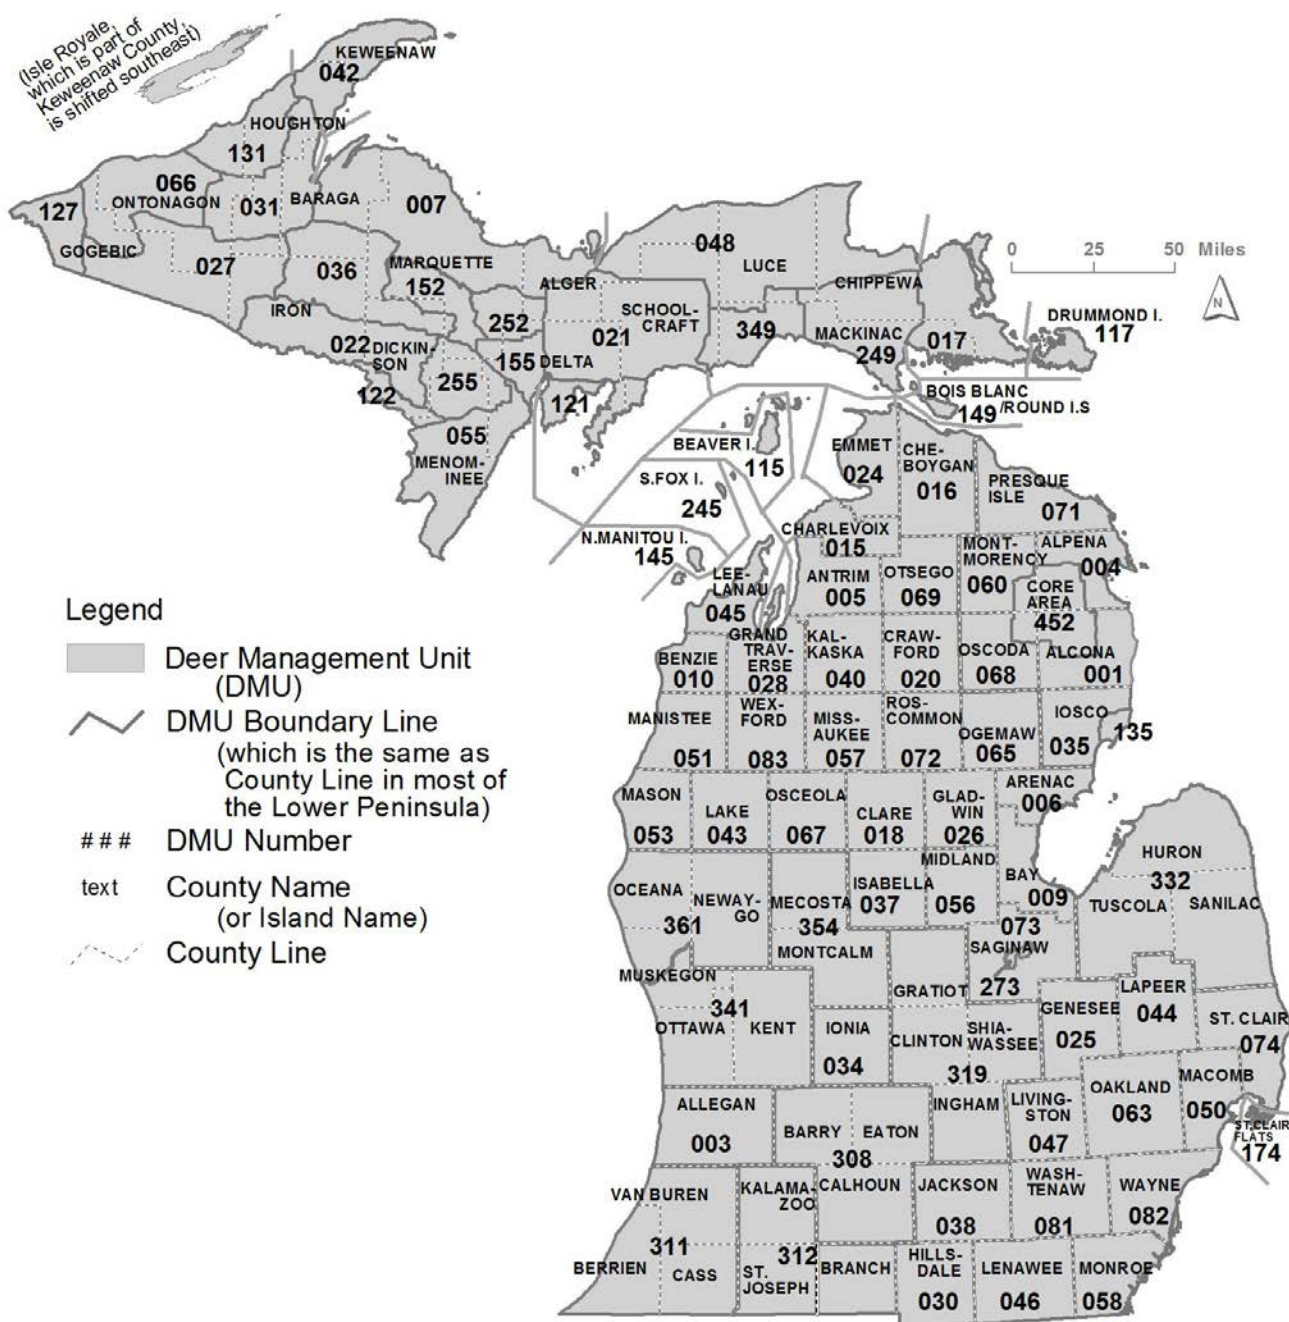 (Isle Royale,
which is part of
Keweenaw County,
is shifted southeast)
KEWEENAW
042
HOUGHTON
131
066
ONTONAGON
031
BARAGA
007
127
GOGEBIC
027
036
MARQUETTE
152
048
LUCE
0 25 50 Miles
N
ALGER
CHIPPEWA
IRON
252
SCHOOL-
CRAFT
021
349
MACKINAC
249
017
DRUMMOND I.
117
022
DICKIN
SON
155
DELTA
122
255
121
BOIS BLANC
149 /ROUND I.S
055
MENOM-
INEE
BEAVER I.
115
EMMET
024
CHE-
BOYGAN
016
S.FOX I.
245
PRESQUE
ISLE
071
N.MANITOU I.
145
CHARLEVOIX
015
MONT-
MORENCY
060
ALPENA
004
LEE-
LANAU
045
ANTRIM
005
OTSEGO
069
CORE
AREA
452
GRAND
TRAV-
ERSE
028
KAL-
KASKA
040
CRAW-
FORD
020
OSCODA
068
ALCONA
001
BENZIE
010
MANISTEE
051
WEX-
FORD
083
MISS-
AUKEE
057
ROS-
COMMON
072
OGEMAW
065
IOSCO
035
135
ARENAC
006
MASON
053
LAKE
043
OSCEOLA
067
CLARE
018
GLAD-
WIN
026
MIDLAND
056
BAY
009
HURON
332
TUSCOLA
SANILAC
OCEANA
361
NEWAY-
GO
MECOSTA
354
MONTCALM
ISABELLA
037
073
SAGINAW
273
MUSKEGON
GRATIOT
LAPEER
044
341
OTTAWA
KENT
IONIA
034
CLINTON
SHIA-
WASSEE
319
GENESEE
025
ST. CLAIR
074
ALLEGAN
003
BARRY
EATON
308
INGHAM
LIVING-
STON
047
OAKLAND
063
MACOMB
050
ST.CLAIR
FLATS
174
VAN BUREN
KALAMA-
ZOO
CALHOUN
JACKSON
038
WASH-
TENAW
081
WAYNE
082
311
BERRIEN
CASS
312
ST.
JOSEPH
BRANCH
HILLS-
DALE
030
LENAWEE
046
MONROE
058
Legend
Deer Management Unit
(DMU)
DMU Boundary Line
(which is the same as
County Line in most of
the Lower Peninsula)
# # # DMU Number
text County Name
(or Island Name)
County Line